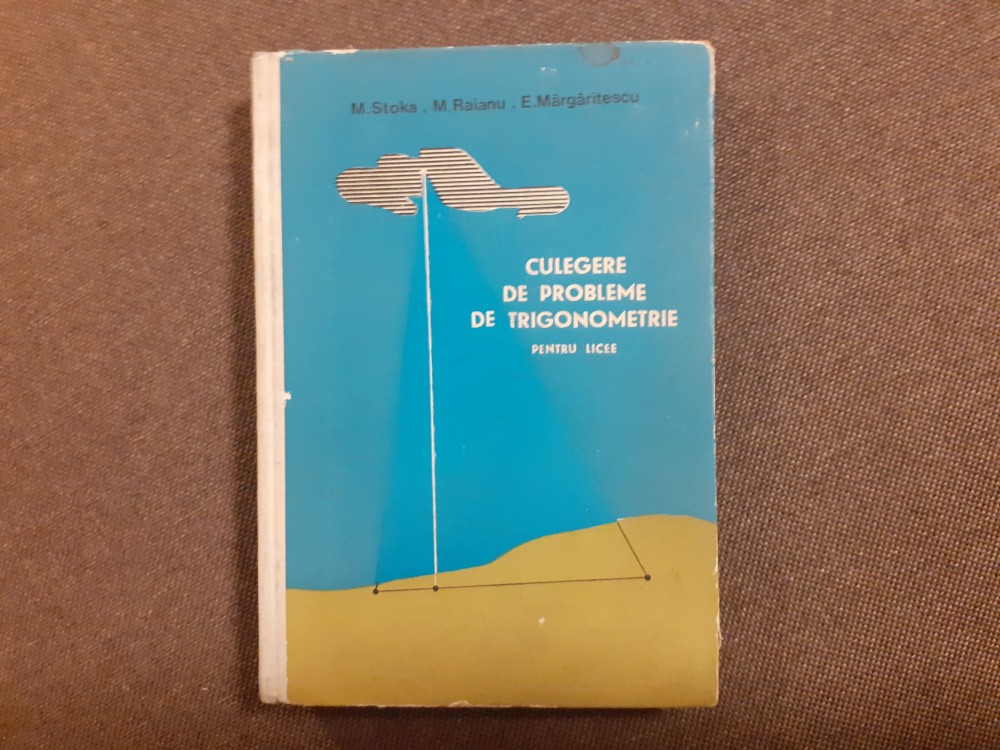 M.Stoka . M.Raianu . E.Mărgăritescu
CULEGERE
DE PROBLEME
DE TRIGONOMETRIE
PENTRU LICEE